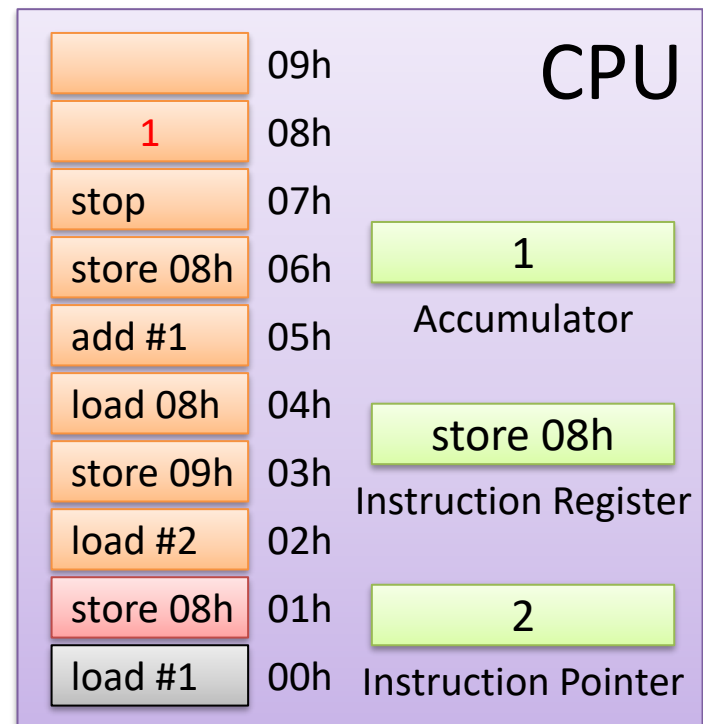 CPU
09h
1 08h
stop 07h
store 08h 06h
add #1 05h
load 08h 04h
store 09h 03h
load #2 02h
store 08h 01h
load #1 00h
1
Accumulator
store 08h
Instruction Register
2
Instruction Pointer